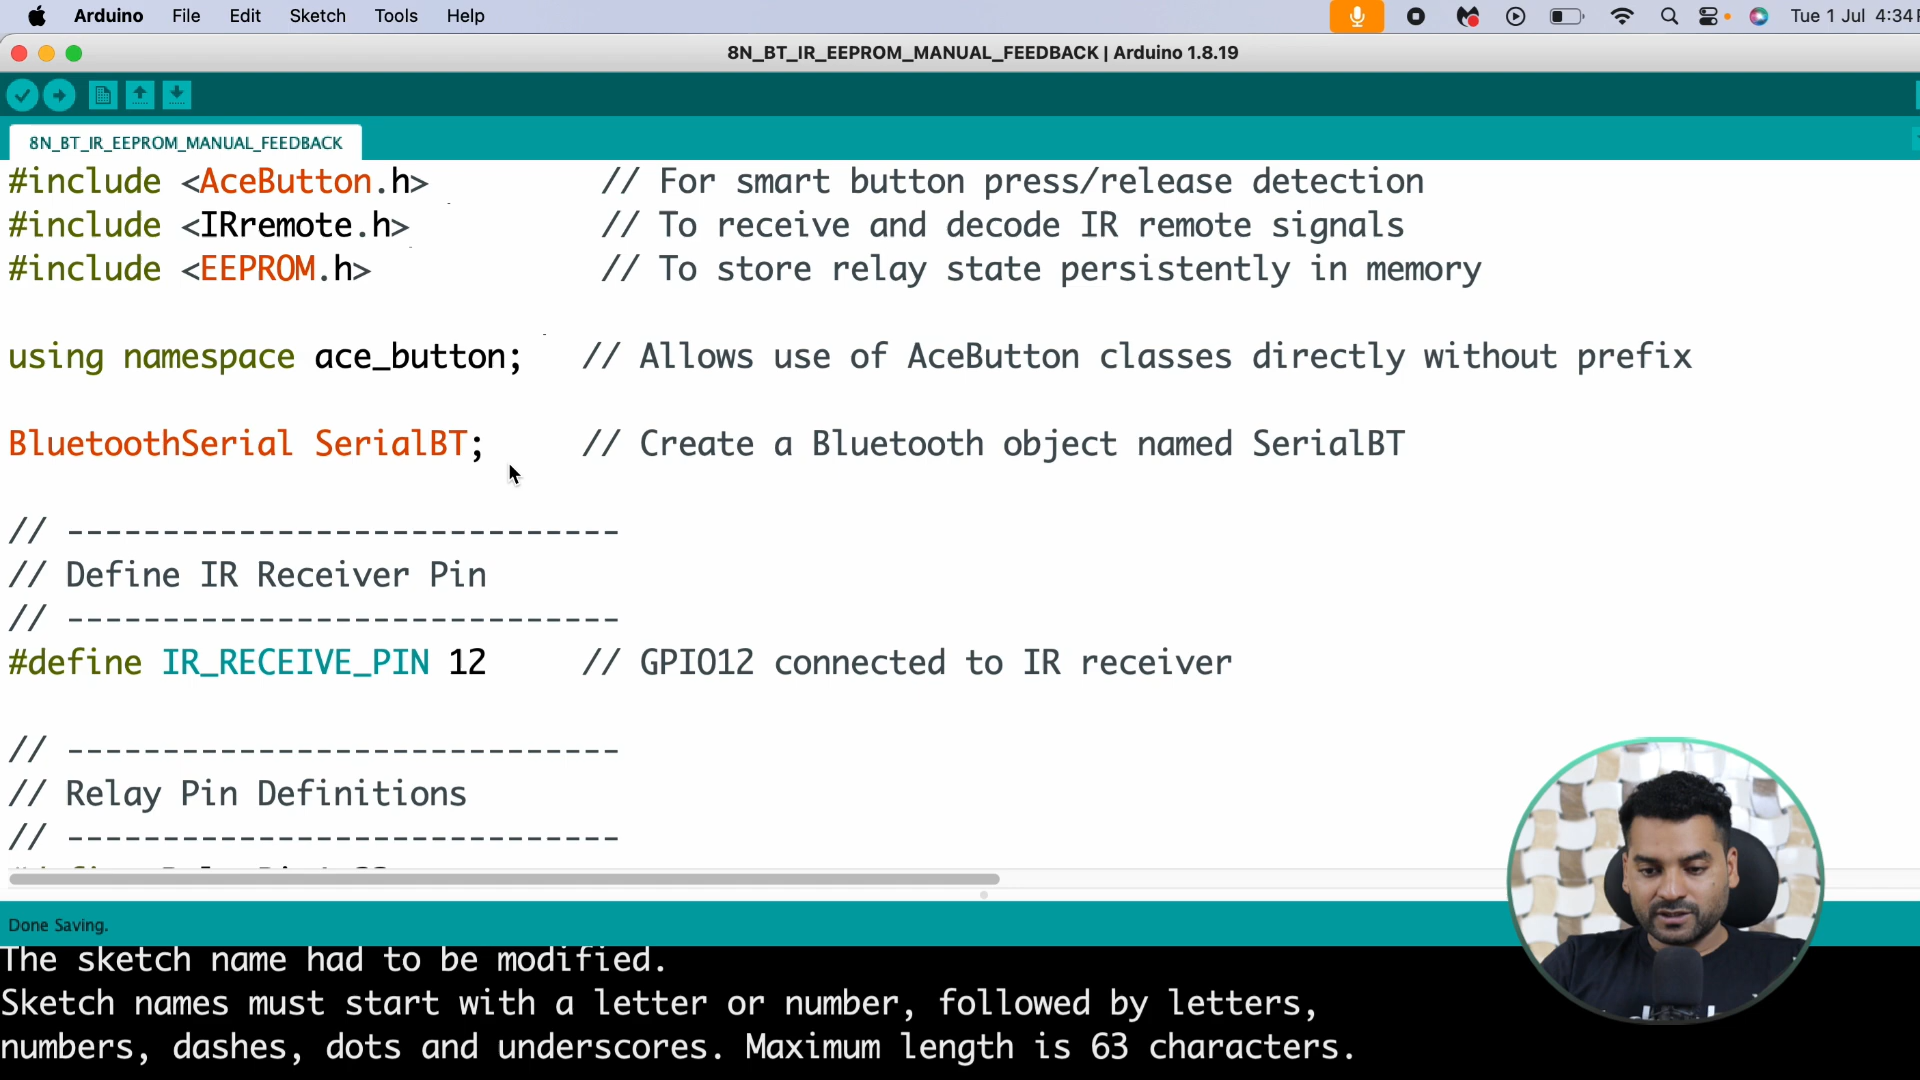 Arduino File Edit Sketch Tools Help Tue 1 Jul 4:34
8N_BT_IR_EEPROM_MANUAL_FEEDBACK | Arduino 1.8.19
8N_BT_IR_EEPROM_MANUAL_FEEDBACK
#include <AceButton.h> // For smart button press/release detection
#include <IRremote.h> // To receive and decode IR remote signals
#include <EEPROM.h> // To store relay state persistently in memory
using namespace ace_button; // Allows use of AceButton classes directly without prefix
BluetoothSerial SerialBT; // Create a Bluetooth object named SerialBT
// -----------------------------
// Define IR Receiver Pin
// -----------------------------
#define IR_RECEIVE_PIN 12 // GPIO12 connected to IR receiver
// -----------------------------
// Relay Pin Definitions
// -----------------------------
Done Saving.
The sketch name had to be modified.
Sketch names must start with a letter or number, followed by letters,
numbers, dashes, dots and underscores. Maximum length is 63 characters.